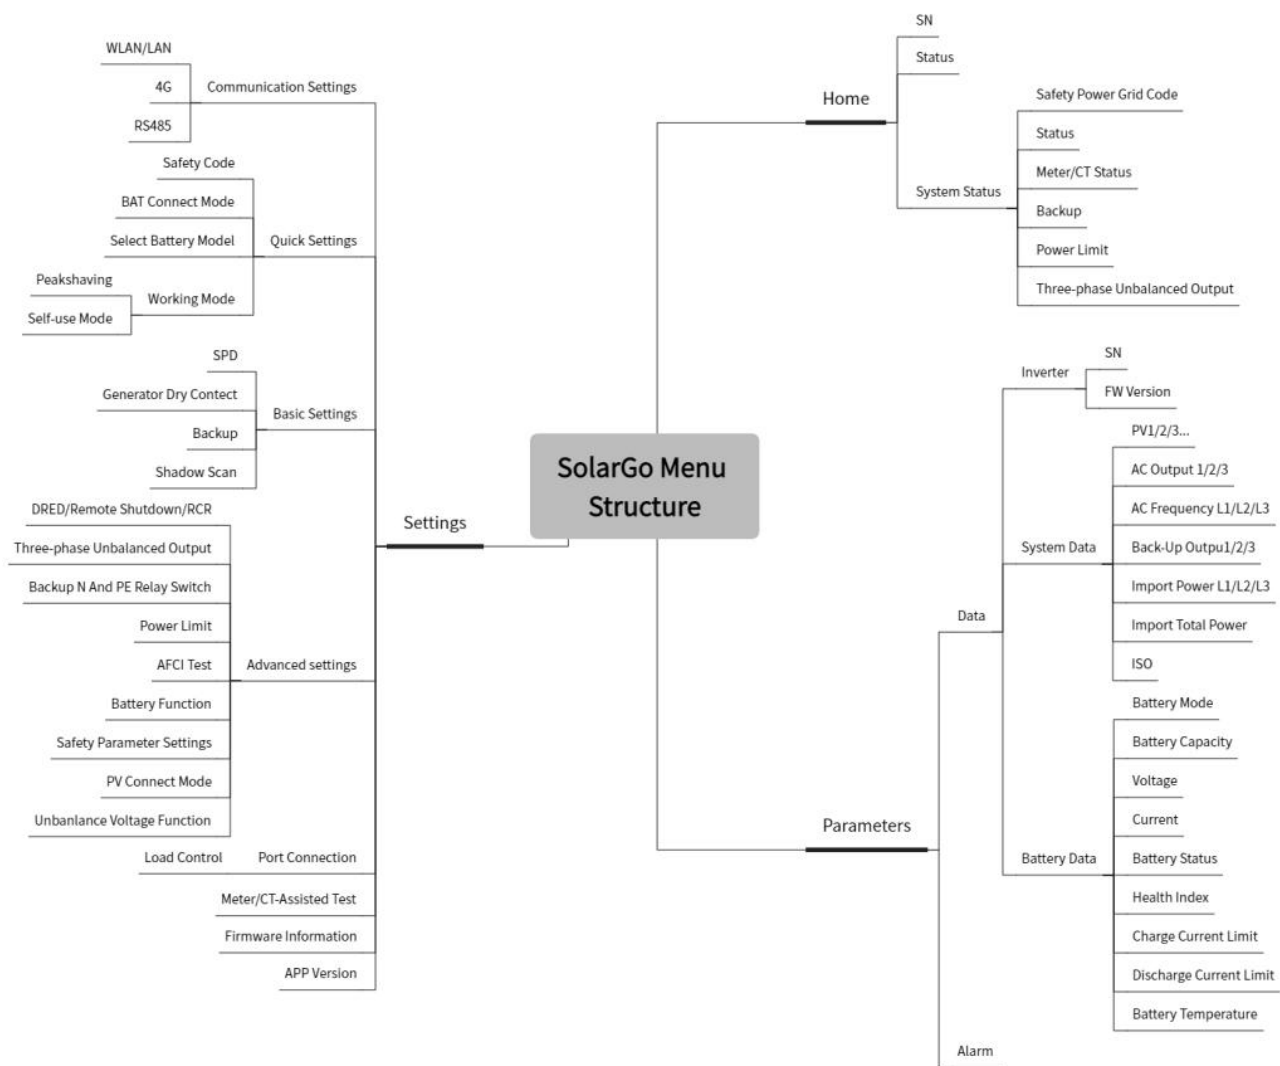 SolarGo Menu
Structure
Home
SN
Status
System Status
Safety Power Grid Code
Status
Meter/CT Status
Backup
Power Limit
Three-phase Unbalanced Output
Parameters
Data
Inverter
SN
FW Version
System Data
PV1/2/3...
AC Output 1/2/3
AC Frequency L1/L2/L3
Back-Up Outpu1/2/3
Import Power L1/L2/L3
Import Total Power
ISO
Battery Data
Battery Mode
Battery Capacity
Voltage
Current
Battery Status
Health Index
Charge Current Limit
Discharge Current Limit
Battery Temperature
Alarm
Settings
Communication Settings
WLAN/LAN
4G
RS485
Quick Settings
Safety Code
BAT Connect Mode
Select Battery Model
Working Mode
Peakshaving
Self-use Mode
Basic Settings
SPD
Generator Dry Contect
Backup
Shadow Scan
Advanced settings
DRED/Remote Shutdown/RCR
Three-phase Unbalanced Output
Backup N And PE Relay Switch
Power Limit
AFCI Test
Battery Function
Safety Parameter Settings
PV Connect Mode
Unbanlance Voltage Function
Port Connection
Load Control
Meter/CT-Assisted Test
Firmware Information
APP Version